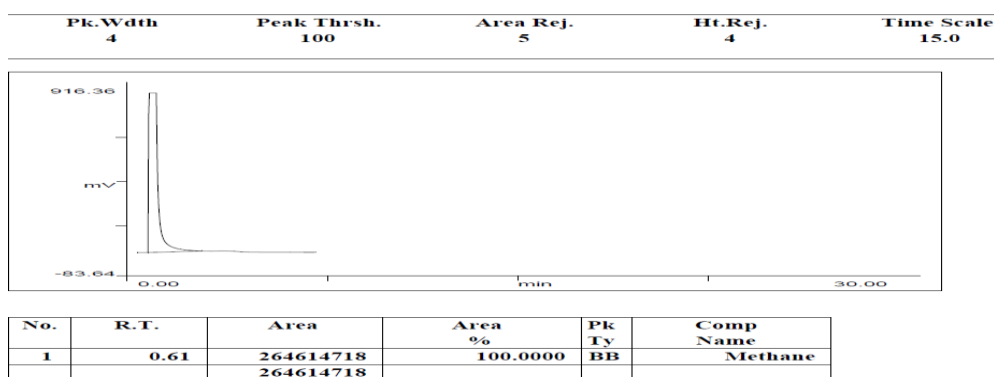 Pk.Wdth Peak Thrsh. Area Rej. Ht.Rej. Time Scale
4 100 5 4 15.0
916.36
mV
-83.64
0.00 min 30.00
No. R.T. Area Area Pk Comp
% Ty Name
1 0.61 264614718 100.0000 BB Methane
264614718